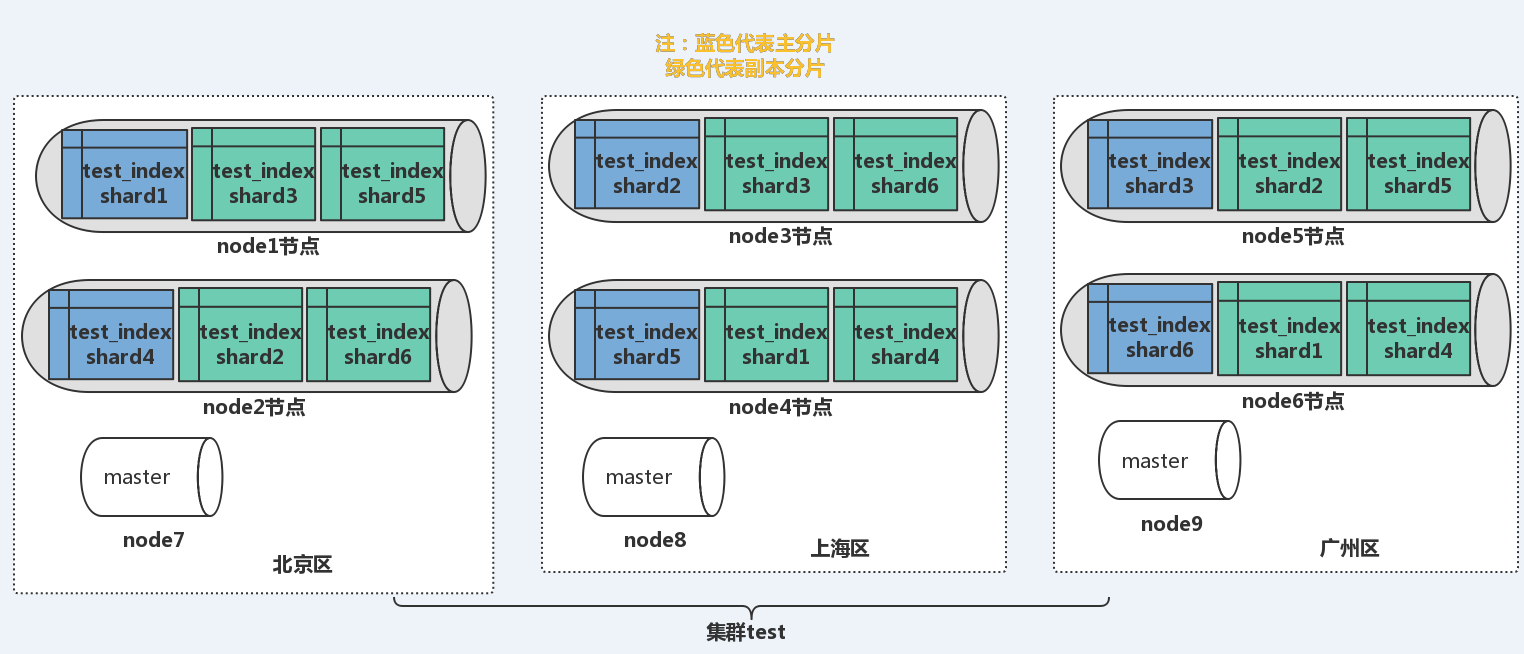 注：蓝色代表主分片
绿色代表副本分片
test_index
shard1
test_index
shard3
test_index
shard5
node1节点
test_index
shard4
test_index
shard2
test_index
shard6
node2节点
master
node7
北京区
test_index
shard2
test_index
shard3
test_index
shard6
node3节点
test_index
shard5
test_index
shard1
test_index
shard4
node4节点
master
node8
上海区
test_index
shard3
test_index
shard2
test_index
shard5
node5节点
test_index
shard6
test_index
shard1
test_index
shard4
node6节点
master
node9
广州区
集群test